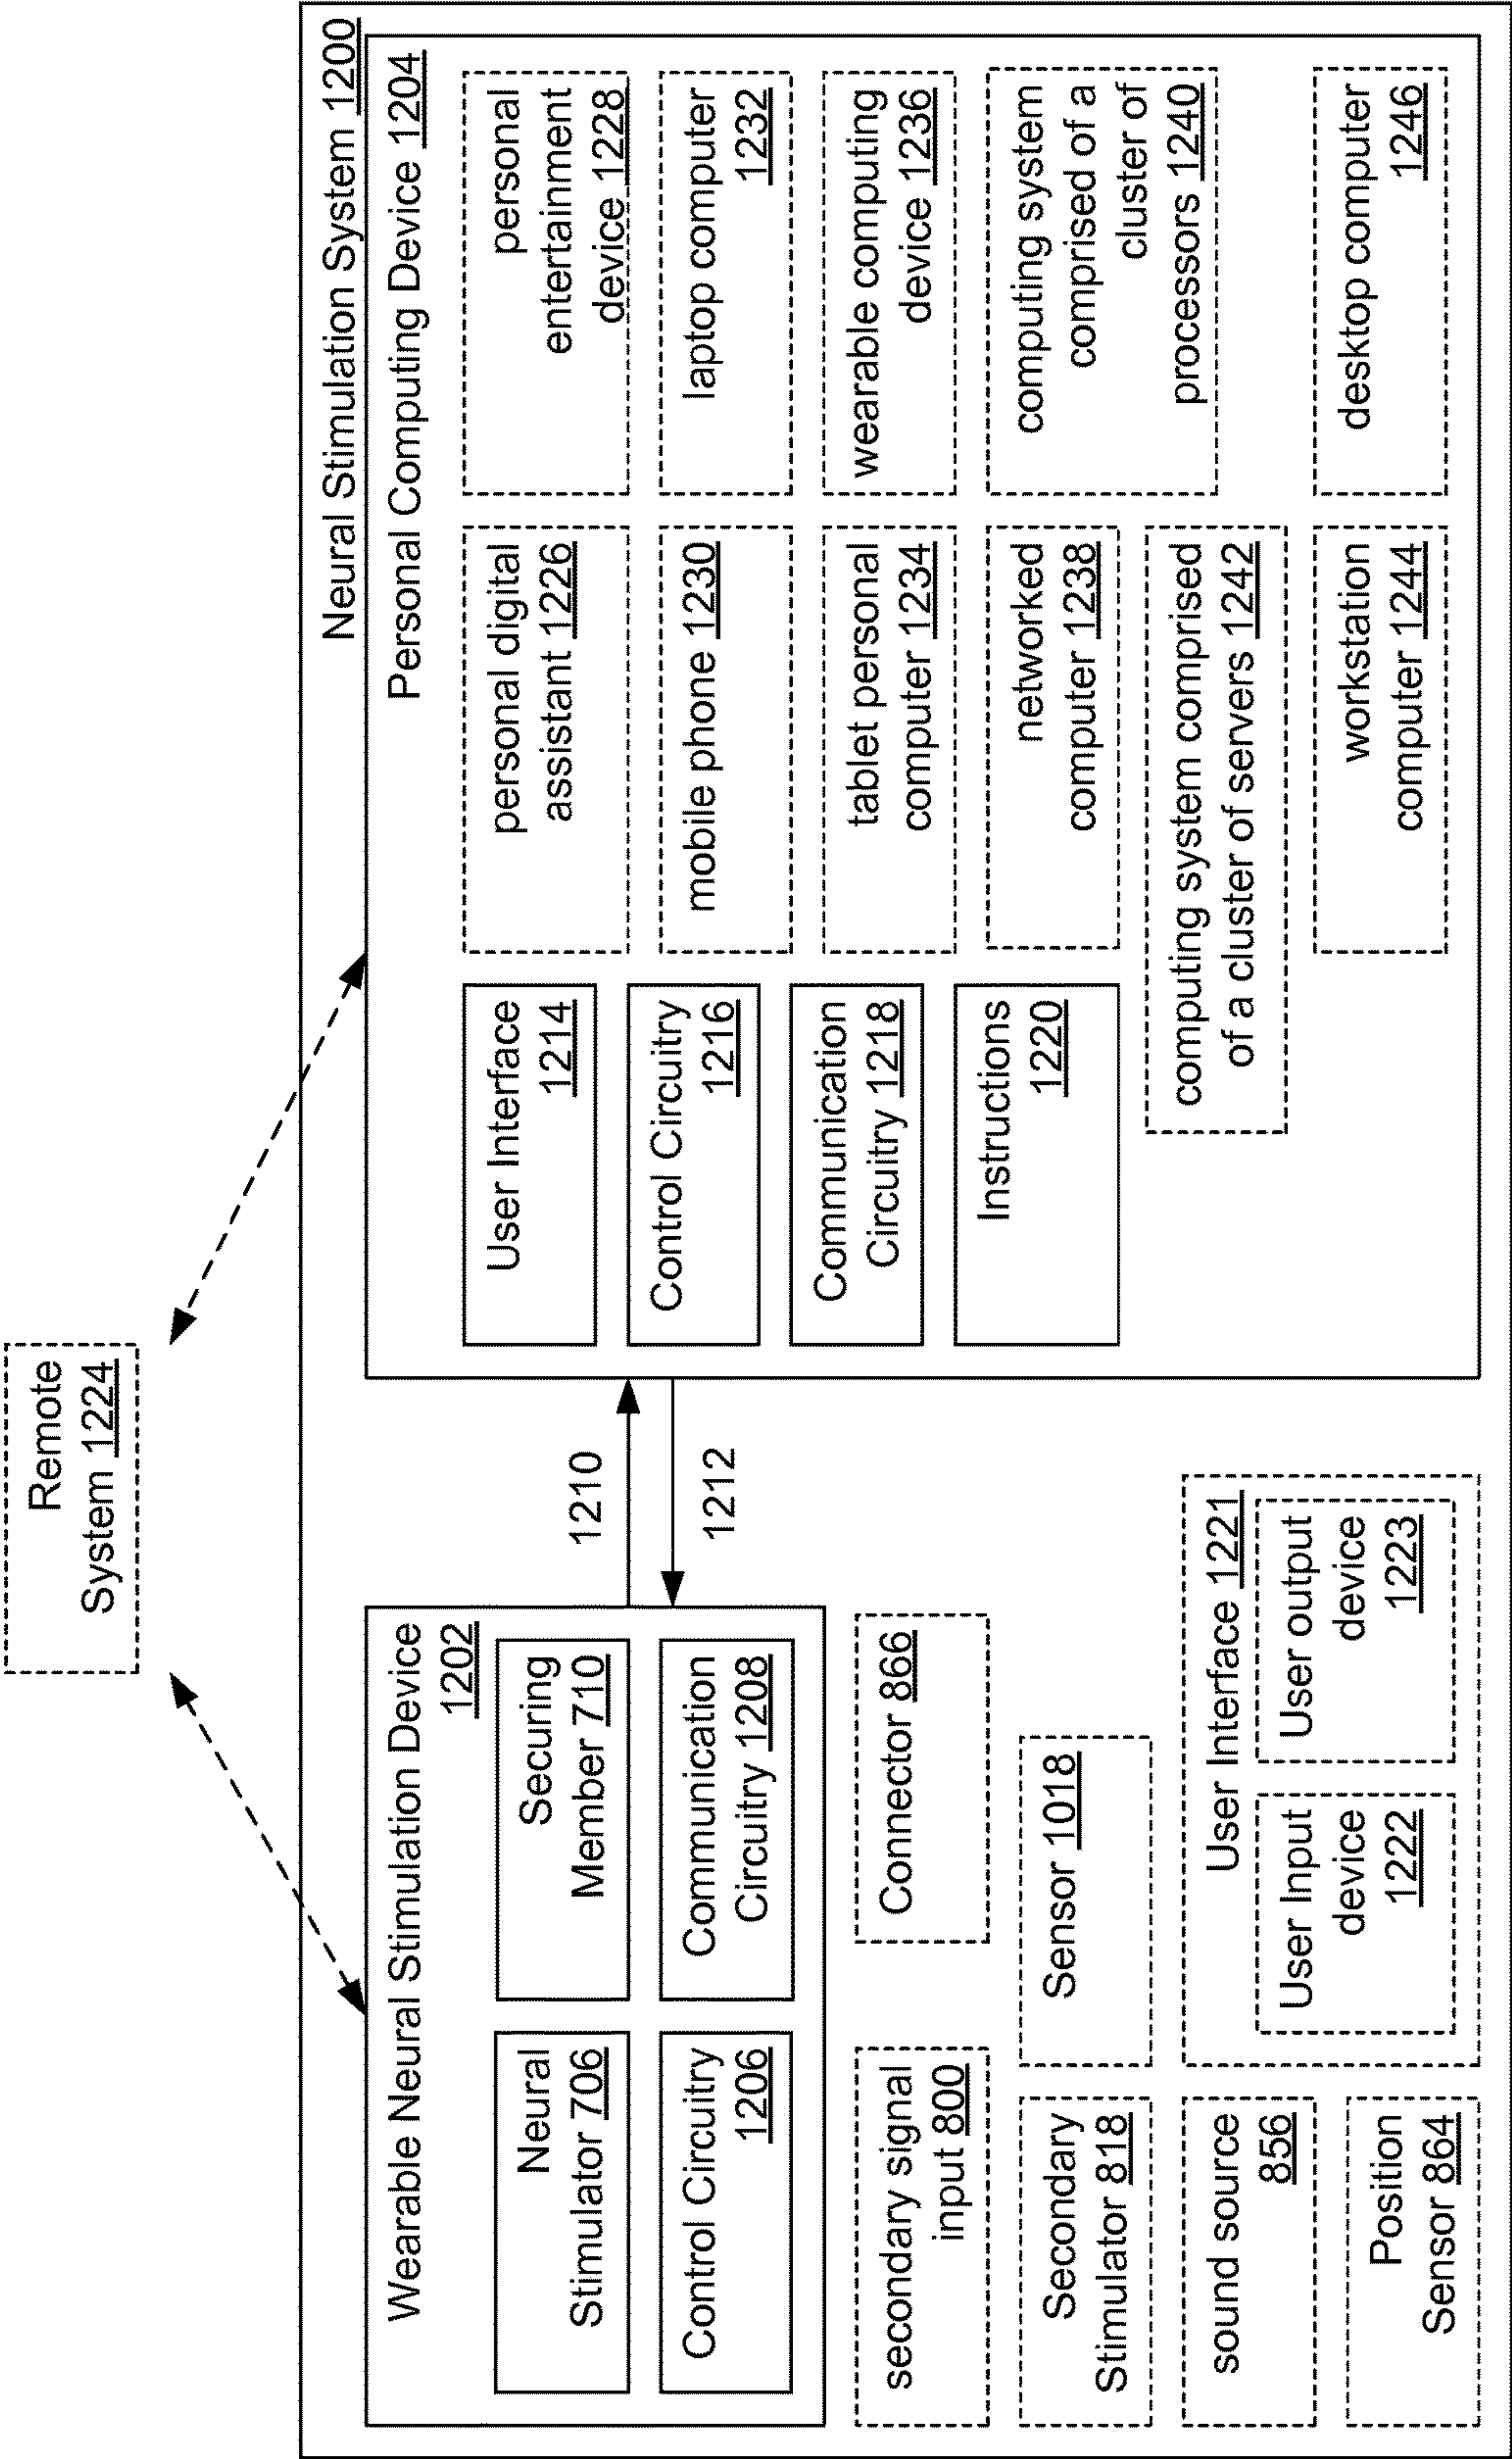 Remote
System 1224
Neural Stimulation System 1200
Wearable Neural Stimulation Device
1202
Neural
Stimulator 706
Securing
Member 710
Control Circuitry
1206
Communication
Circuitry 1208
secondary signal
input 800
Connector 866
Secondary
Stimulator 818
Sensor 1018
sound source
856
Position
Sensor 864
User Interface 1221
User Input
device
1222
User output
device
1223
1210
1212
Personal Computing Device 1204
User Interface
1214
Control Circuitry
1216
Communication
Circuitry 1218
Instructions
1220
personal digital
assistant 1226
personal
entertainment
device 1228
mobile phone 1230
laptop computer
1232
tablet personal
computer 1234
wearable computing
device 1236
networked
computer 1238
computing system
comprised of a
cluster of
processors 1240
computing system comprised
of a cluster of servers 1242
workstation
computer 1244
desktop computer
1246